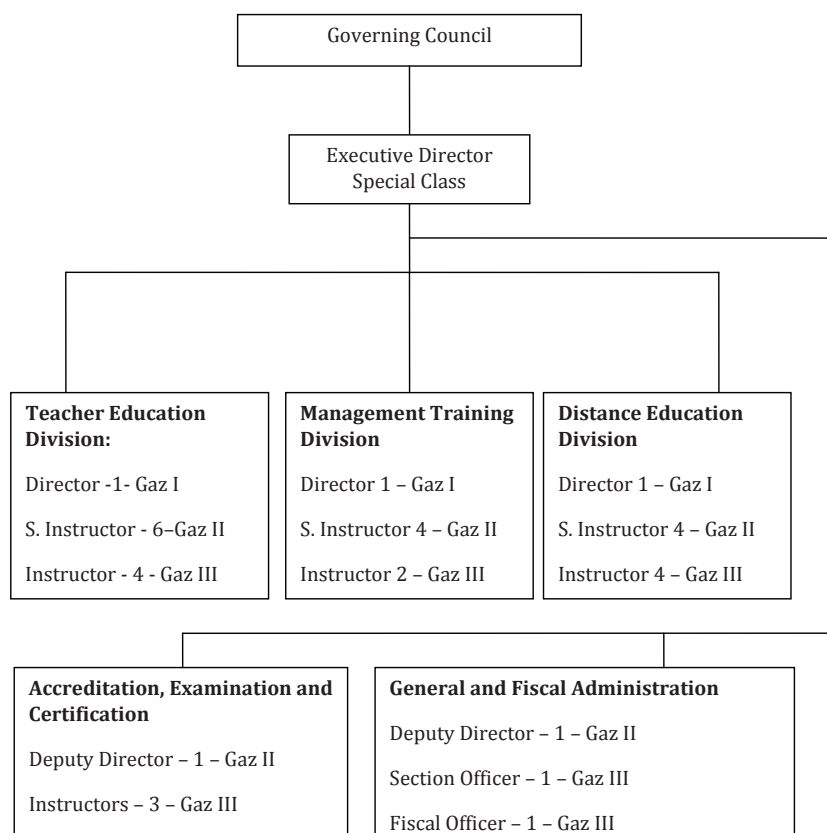 Governing Council
Executive Director
Special Class
Teacher Education
Division:
Director -1- Gaz I
S. Instructor - 6–Gaz II
Instructor - 4 - Gaz III
Management Training
Division
Director 1 – Gaz I
S. Instructor 4 – Gaz II
Instructor 2 – Gaz III
Distance Education
Division
Director 1 – Gaz I
S. Instructor 4 – Gaz II
Instructor 4 – Gaz III
Accreditation, Examination and
Certification
Deputy Director – 1 – Gaz II
Instructors – 3 – Gaz III
General and Fiscal Administration
Deputy Director – 1 – Gaz II
Section Officer – 1 – Gaz III
Fiscal Officer – 1 – Gaz III